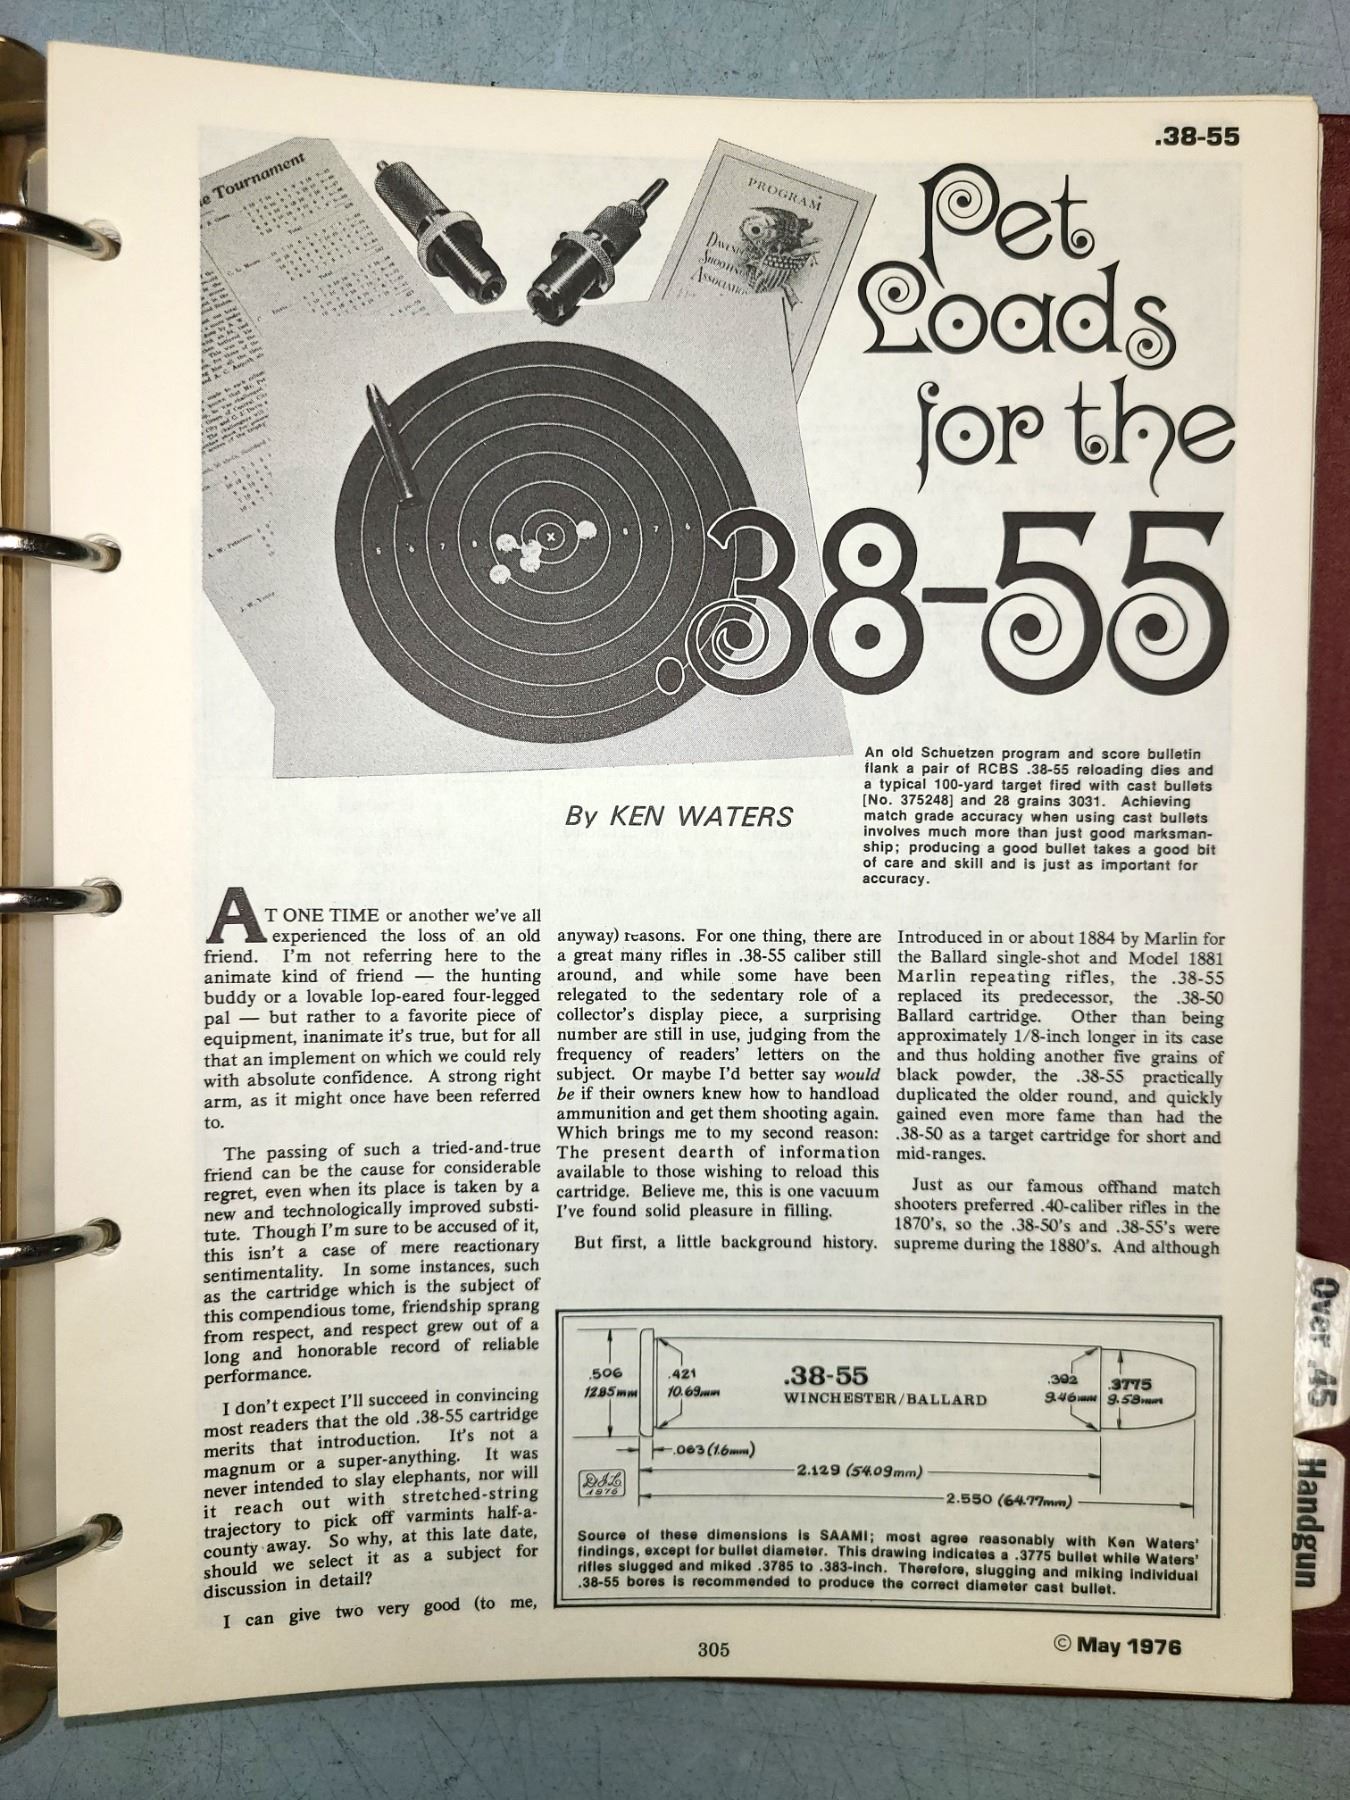 .38-55
e Tournament
PROGRAM
SHOOTING
ASSOCIATION
Pet
Loads
for the
.38-55
5 6 7 8 X 8 7 6
An old Schuetzen program and score bulletin
flank a pair of RCBS .38-55 reloading dies and
a typical 100-yard target fired with cast bullets
[No. 375248] and 28 grains 3031. Achieving
match grade accuracy when using cast bullets
involves much more than just good marksman-
ship; producing a good bullet takes a good bit
of care and skill and is just as important for
accuracy.
By KEN WATERS
AT ONE TIME or another we've all
experienced the loss of an old
friend. I'm not referring here to the
animate kind of friend — the hunting
buddy or a lovable lop-eared four-legged
pal — but rather to a favorite piece of
equipment, inanimate it's true, but for all
that an implement on which we could rely
with absolute confidence. A strong right
arm, as it might once have been referred
to.
The passing of such a tried-and-true
friend can be the cause for considerable
regret, even when its place is taken by a
new and technologically improved substi-
tute. Though I'm sure to be accused of it,
this isn't a case of mere reactionary
sentimentality. In some instances, such
as the cartridge which is the subject of
this compendious tome, friendship sprang
from respect, and respect grew out of a
long and honorable record of reliable
performance.
I don't expect I'll succeed in convincing
most readers that the old .38-55 cartridge
merits that introduction. It's not a
magnum or a super-anything. It was
never intended to slay elephants, nor will
it reach out with stretched-string
trajectory to pick off varmints half-a-
county away. So why, at this late date,
should we select it as a subject for
discussion in detail?
I can give two very good (to me,
anyway) reasons. For one thing, there are
a great many rifles in .38-55 caliber still
around, and while some have been
relegated to the sedentary role of a
collector's display piece, a surprising
number are still in use, judging from the
frequency of readers' letters on the
subject. Or maybe I'd better say would
be if their owners knew how to handload
ammunition and get them shooting again.
Which brings me to my second reason:
The present dearth of information
available to those wishing to reload this
cartridge. Believe me, this is one vacuum
I've found solid pleasure in filling.
But first, a little background history.
Introduced in or about 1884 by Marlin for
the Ballard single-shot and Model 1881
Marlin repeating rifles, the .38-55
replaced its predecessor, the .38-50
Ballard cartridge. Other than being
approximately 1/8-inch longer in its case
and thus holding another five grains of
black powder, the .38-55 practically
duplicated the older round, and quickly
gained even more fame than had the
.38-50 as a target cartridge for short and
mid-ranges.
Just as our famous offhand match
shooters preferred .40-caliber rifles in the
1870's, so the .38-50's and .38-55's were
supreme during the 1880's. And although
.506
12.85mm
.421
10.69mm
.38-55
WINCHESTER/BALLARD
.392
9.46mm
.3775
9.58mm
.063 (1.6mm)
2.129 (54.09mm)
2.550 (64.77mm)
1976
Source of these dimensions is SAAMI; most agree reasonably with Ken Waters'
findings, except for bullet diameter. This drawing indicates a .3775 bullet while Waters'
rifles slugged and miked .3785 to .383-inch. Therefore, slugging and miking individual
.38-55 bores is recommended to produce the correct diameter cast bullet.
305
© May 1976
Over .45
Handgun